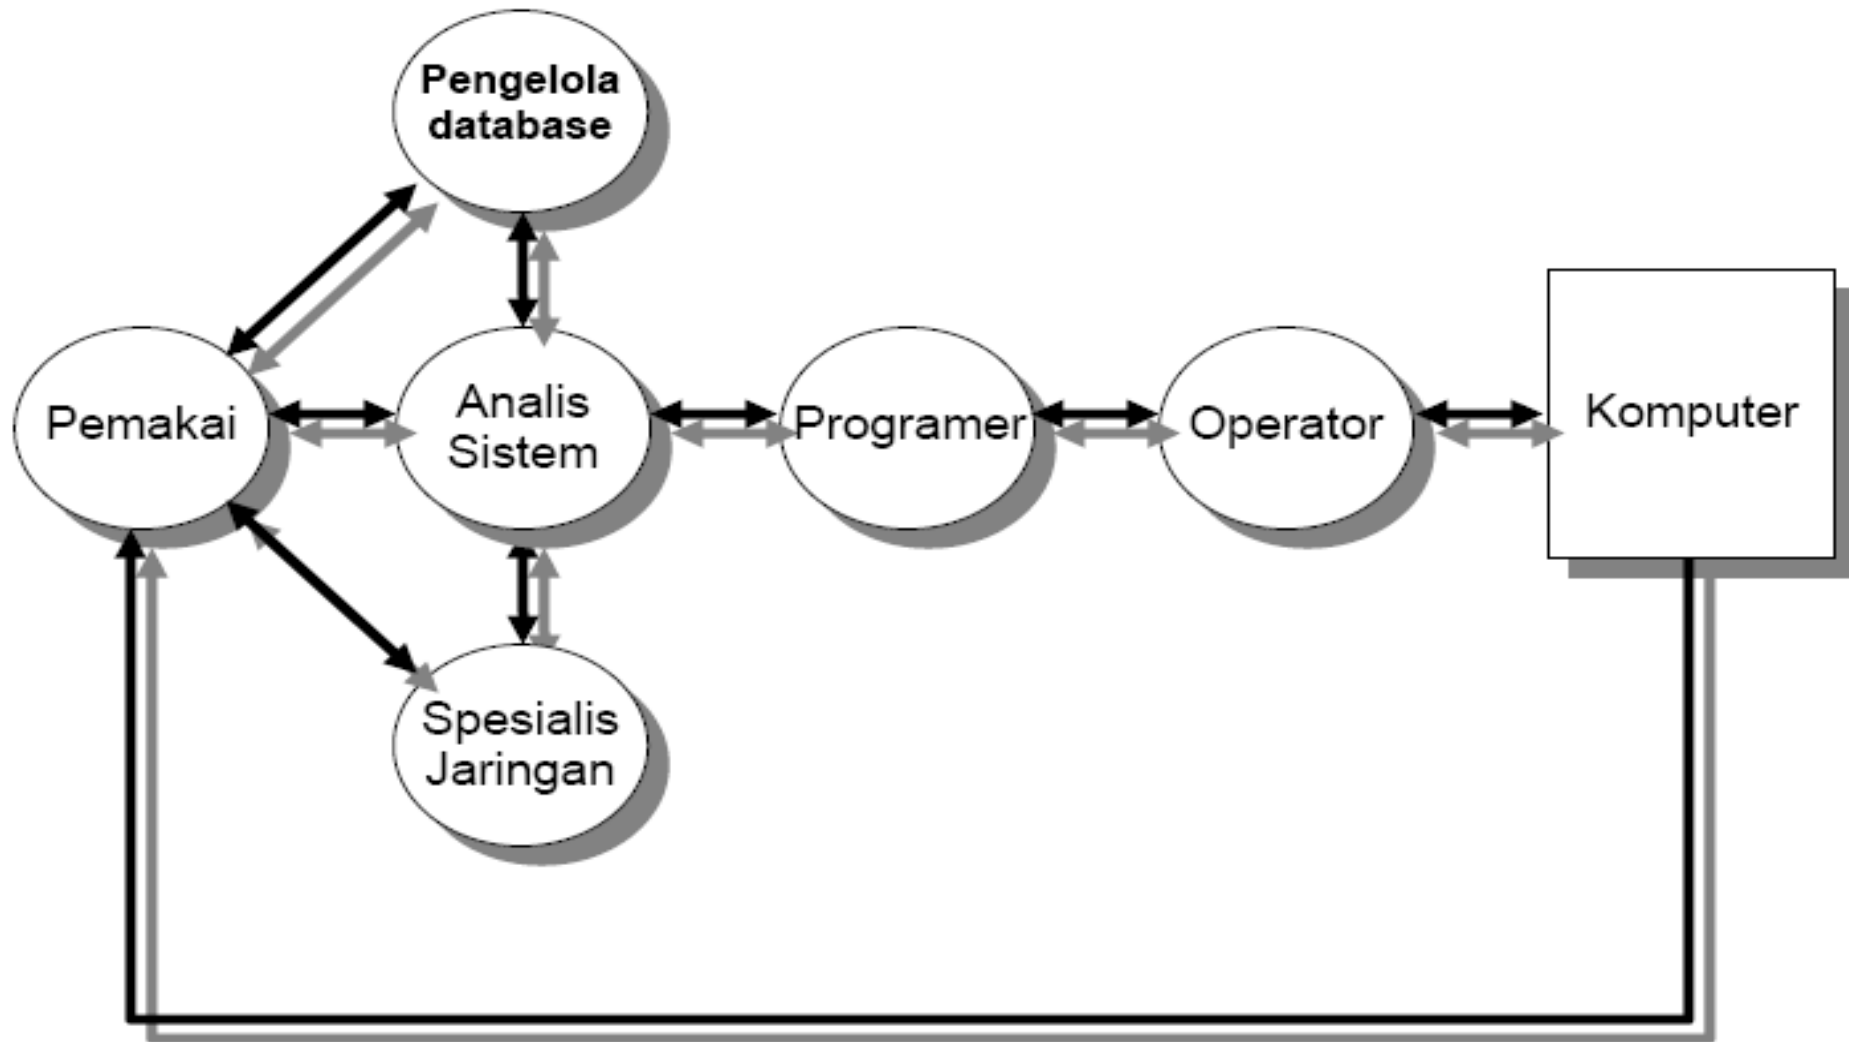 Pengelola
database
Pemakai
Analis
Sistem
Programer
Operator
Komputer
Spesialis
Jaringan